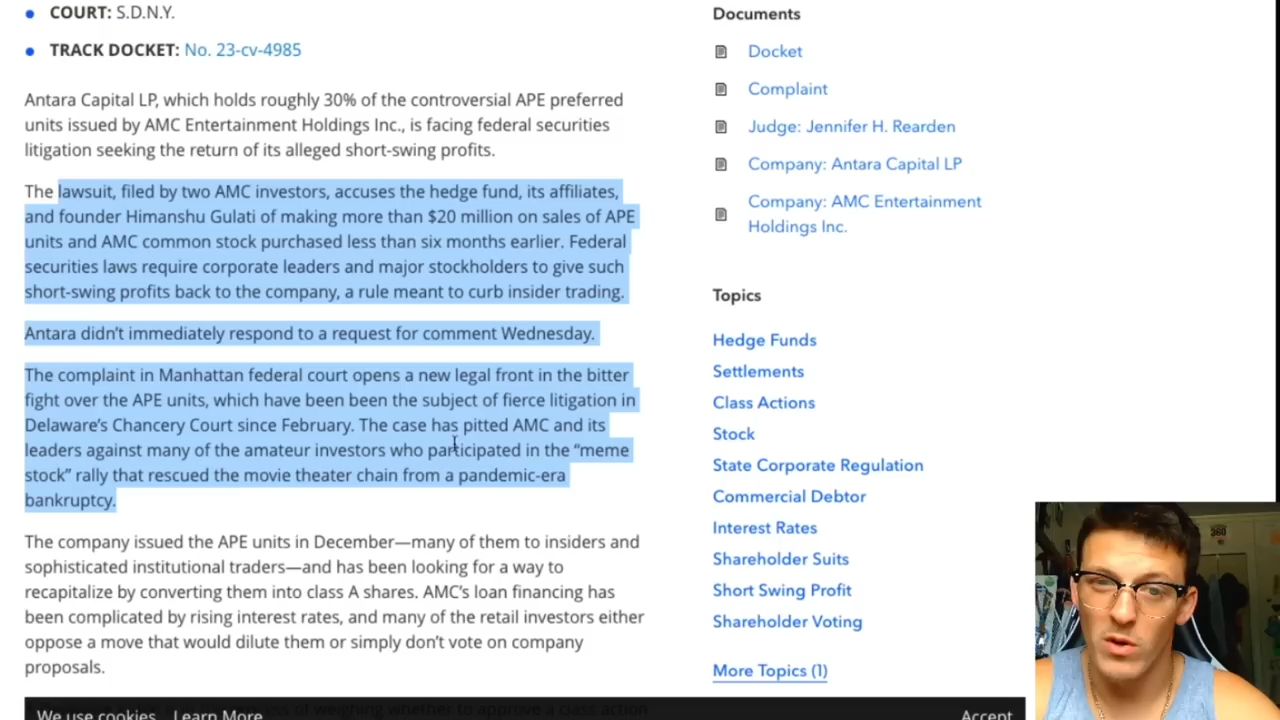 COURT: S.D.N.Y.
TRACK DOCKET: No. 23-cv-4985
Antara Capital LP, which holds roughly 30% of the controversial APE preferred
units issued by AMC Entertainment Holdings Inc., is facing federal securities
litigation seeking the return of its alleged short-swing profits.
The lawsuit, filed by two AMC investors, accuses the hedge fund, its affiliates,
and founder Himanshu Gulati of making more than $20 million on sales of APE
units and AMC common stock purchased less than six months earlier. Federal
securities laws require corporate leaders and major stockholders to give such
short-swing profits back to the company, a rule meant to curb insider trading.
Antara didn't immediately respond to a request for comment Wednesday.
The complaint in Manhattan federal court opens a new legal front in the bitter
fight over the APE units, which have been been the subject of fierce litigation in
Delaware's Chancery Court since February. The case has pitted AMC and its
leaders against many of the amateur investors who participated in the “meme
stock” rally that rescued the movie theater chain from a pandemic-era
bankruptcy.
The company issued the APE units in December—many of them to insiders and
sophisticated institutional traders—and has been looking for a way to
recapitalize by converting them into class A shares. AMC's loan financing has
been complicated by rising interest rates, and many of the retail investors either
oppose a move that would dilute them or simply don't vote on company
proposals.
of weighing whether to approve a class action
We use cookies Learn More
Accept
Documents
Docket
Complaint
Judge: Jennifer H. Rearden
Company: Antara Capital LP
Company: AMC Entertainment
Holdings Inc.
Topics
Hedge Funds
Settlements
Class Actions
Stock
State Corporate Regulation
Commercial Debtor
Interest Rates
Shareholder Suits
Short Swing Profit
Shareholder Voting
More Topics (1)
360